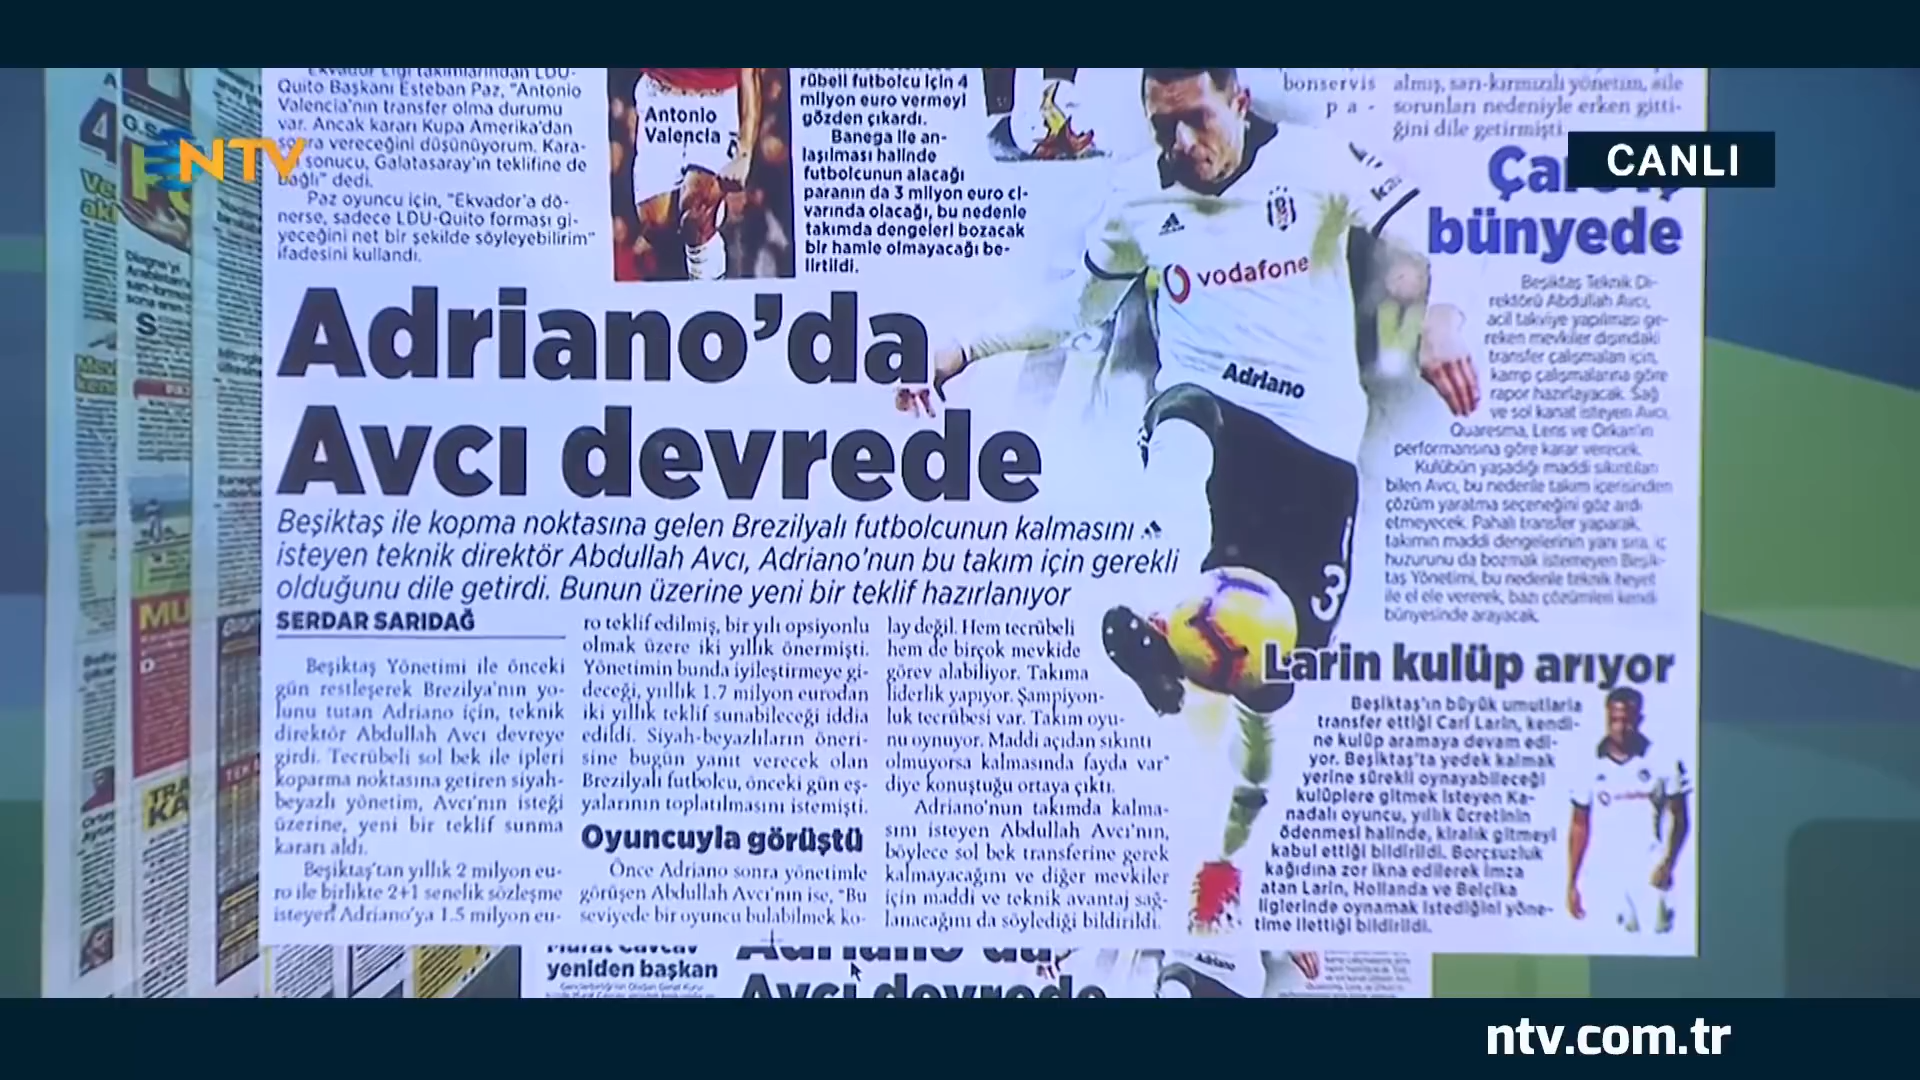 NTV
CANLI
Ekvador Ligi takımlarından LDU-
Quito Başkanı Esteban Paz, "Antonio
Valencia'nın transfer olma durumu
var. Ancak kararı Kupa Amerika'dan
sonra vereceğini düşünüyorum. Kara-
sonucu, Galatasaray'ın teklifine de
bağlı" dedi.
Paz oyuncu için, "Ekvador'a dö-
nerse, sadece LDU-Quito forması gi-
yeceğini net bir şekilde söyleyebilirim"
ifadesini kullandı.
Antonio
Valencia
rübeli futbolcu için 4
milyon euro vermeyi
gözden çıkardı.
Banega ile an-
laşılması halinde
futbolcunun alacağı
paranın da 3 milyon euro ci-
varında olacağı, bu nedenle
takımda dengeleri bozacak
bir hamle olmayacağı be-
lirtildi.
bonservis
pa-
almış, sarı-kırmızılı yönetim, aile
sorunları nedeniyle erken gitti-
ğini dile getirmişti.
Adriano'da
Avcı devrede
Beşiktaş ile kopma noktasına gelen Brezilyalı futbolcunun kalmasını
isteyen teknik direktör Abdullah Avcı, Adriano'nun bu takım için gerekli
olduğunu dile getirdi. Bunun üzerine yeni bir teklif hazırlanıyor
SERDAR SARIDAĞ
Beşiktaş Yönetimi ile önceki
gün restleşerek Brezilya'nın yo-
lunu tutan Adriano için, teknik
direktör Abdullah Avcı devreye
girdi. Tecrübeli sol bek ile ipleri
koparma noktasına getiren siyah-
beyazlı yönetim, Avcı'nın isteği
üzerine, yeni bir teklif sunma
kararı aldı.
Beşiktaş'tan yıllık 2 milyon eu-
ro ile birlikte 2+1 senelik sözleşme
isteyen Adriano'ya 1.5 milyon eu-
ro teklif edilmiş, bir yılı opsiyonlu
olmak üzere iki yıllık önermişti.
Yönetimin bunda iyileştirmeye gi-
deceği, yıllık 1.7 milyon eurodan
iki yıllık teklif sunabileceği iddia
edildi. Siyah-beyazlıların öneri-
sine bugün yanıt verecek olan
Brezilyalı futbolcu, önceki gün eş-
yalarının toplatılmasını istemişti.
Oyuncuyla görüştü
Önce Adriano sonra yönetimle
görüşen Abdullah Avcı'nın ise, "Bu
seviyede bir oyuncu bulabilmek ko-
lay değil. Hem tecrübeli
hem de birçok mevkide
görev alabiliyor. Takıma
liderlik yapıyor. Şampiyon-
luk tecrübesi var. Takım oyu-
nu oynuyor. Maddi açıdan sıkıntı
olmuyorsa kalmasında fayda var"
diye konuştuğu ortaya çıktı.
Adriano'nun takımda kalma-
sını isteyen Abdullah Avcı'nın,
böylece sol bek transferine gerek
kalmayacağını ve diğer mevkiler
için maddi ve teknik avantaj sağ-
lanacağını da söylediği bildirildi.
vodafone
Adriano
3
bünyede
Beşiktaş Teknik Di-
rektörü Abdullah Avcı,
acil takviye yapılması ge-
reken mevkiler dışındaki
transfer çalışmaları için,
kamp çalışmalarına göre
rapor hazırlayacak. Sağ
ve sol kanat isteyen Avcı,
Quaresma, Lens ve Orkan'ın
performansına göre karar verecek.
Kulübün yaşadığı maddi sıkıntıları
bilen Avcı, bu nedenle takım içerisinden
çözüm yaratma seçeneğini göz ardı
etmeyecek. Pahalı transfer yaparak,
takımın maddi dengelerinin yanı sıra, iç
huzurunu da bozmak istemeyen Beşik-
taş Yönetimi, bu nedenle teknik heyet
ile el ele vererek, bazı çözümleri kendi
bünyesinde arayacak.
Larin kulüp arıyor
Beşiktaş'ın büyük umutlarla
transfer ettiği Carl Larin, kendi-
ne kulüp aramaya devam edi-
yor. Beşiktaş'ta yedek kalmak
yerine sürekli oynayabileceği
kulüplere gitmek isteyen Ka-
nadalı oyuncu, yıllık ücretinin
ödenmesi halinde, kiralık gitmeyi
kabul ettiği bildirildi. Borçsuzluk
kağıdına zor ikna edilerek imza
atan Larin, Hollanda ve Belçika
liglerinde oynamak istediğini yöne-
time ilettiği bildirildi.
Murat Cavcav
yeniden başkan
Adriano'da
Avcı devrede
Adriano
ntv.com.tr